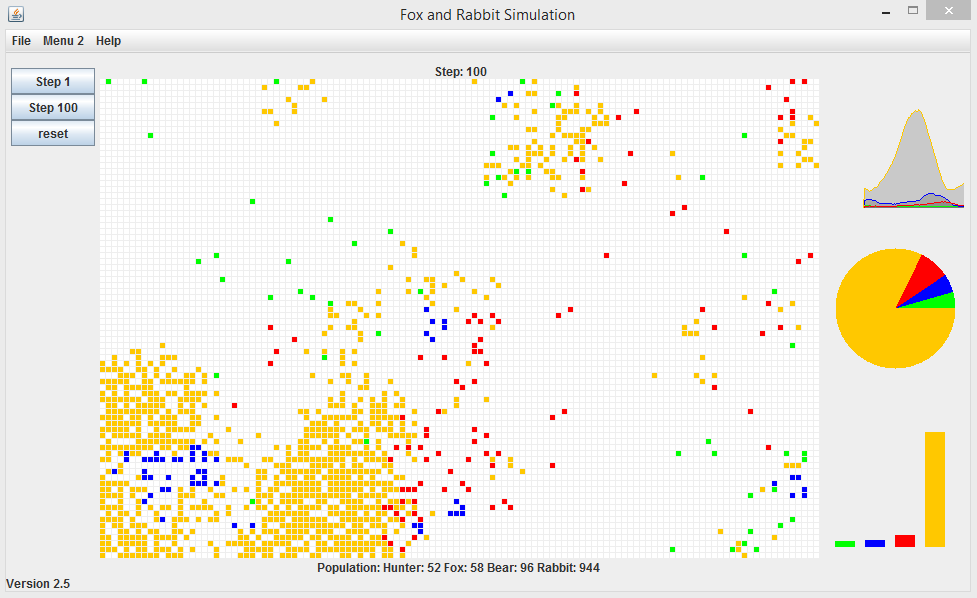 Fox and Rabbit Simulation
File Menu 2 Help
Step: 100
Step 1
Step 100
reset
Population: Hunter: 52 Fox: 58 Bear: 96 Rabbit: 944
Version 2.5